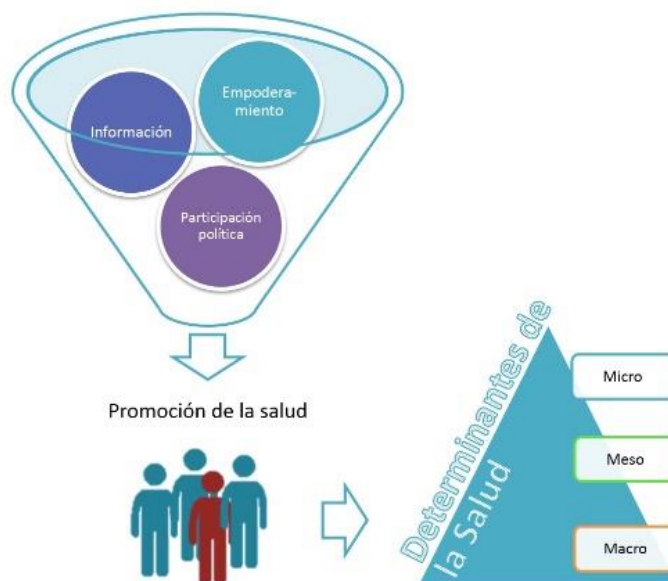 Empodera-
miento
Información
Participación
política
Promoción de la salud
Determinantes de
la Salud
Micro
Meso
Macro